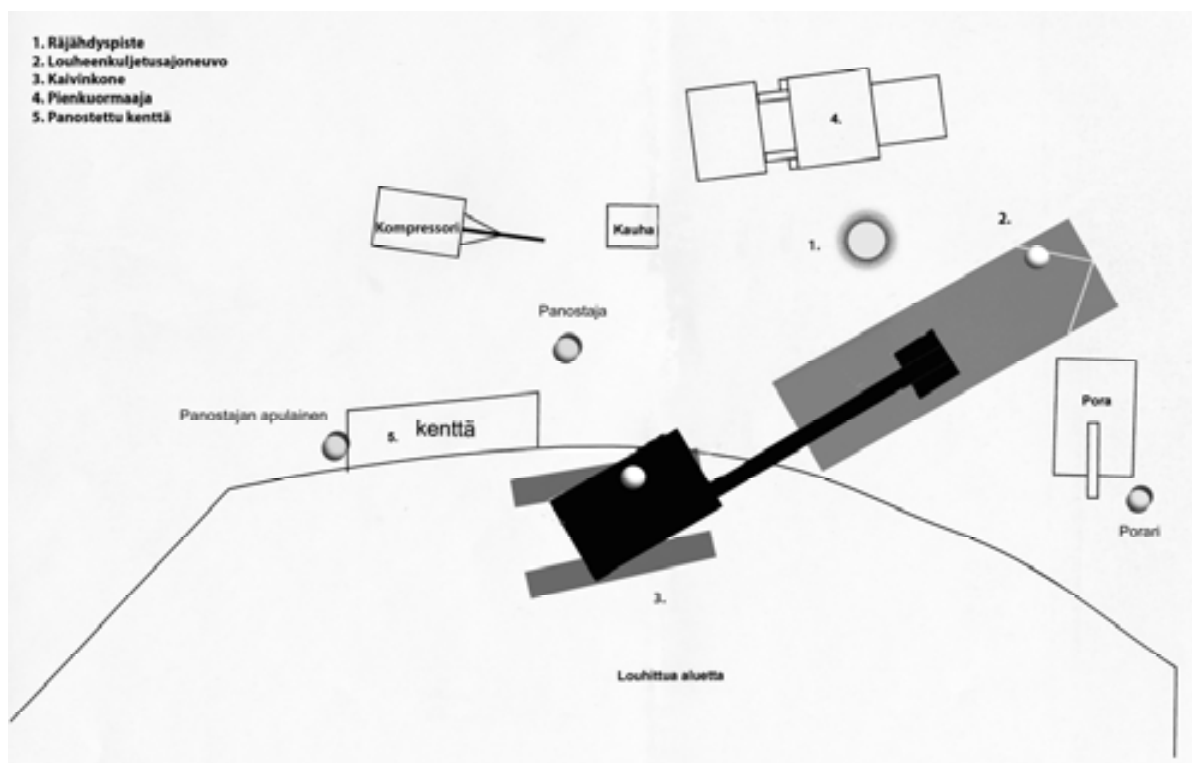 1. Räjähdyspiste
2. Louheenkuljetusajoneuvo
3. Kaivinkone
4. Pienkuormaaja
5. Panostettu kenttä
4.
2.
Kompressori
Kauha
1.
Panostaja
Pora
Panostajan apulainen
5. kenttä
Porari
3.
Louhittua aluetta